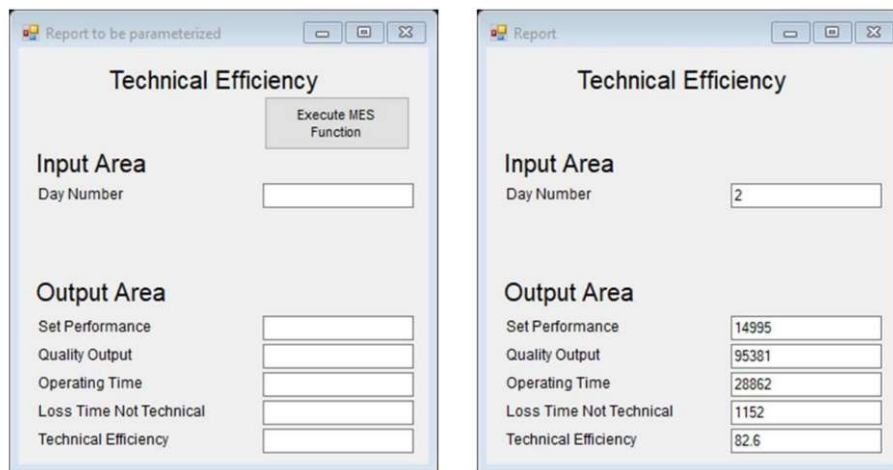 Report to be parameterized
Technical Efficiency
Execute MES
Function
Input Area
Day Number
Output Area
Set Performance
Quality Output
Operating Time
Loss Time Not Technical
Technical Efficiency
Report
Technical Efficiency
Input Area
Day Number 2
Output Area
Set Performance 14995
Quality Output 95381
Operating Time 28862
Loss Time Not Technical 1152
Technical Efficiency 82.6